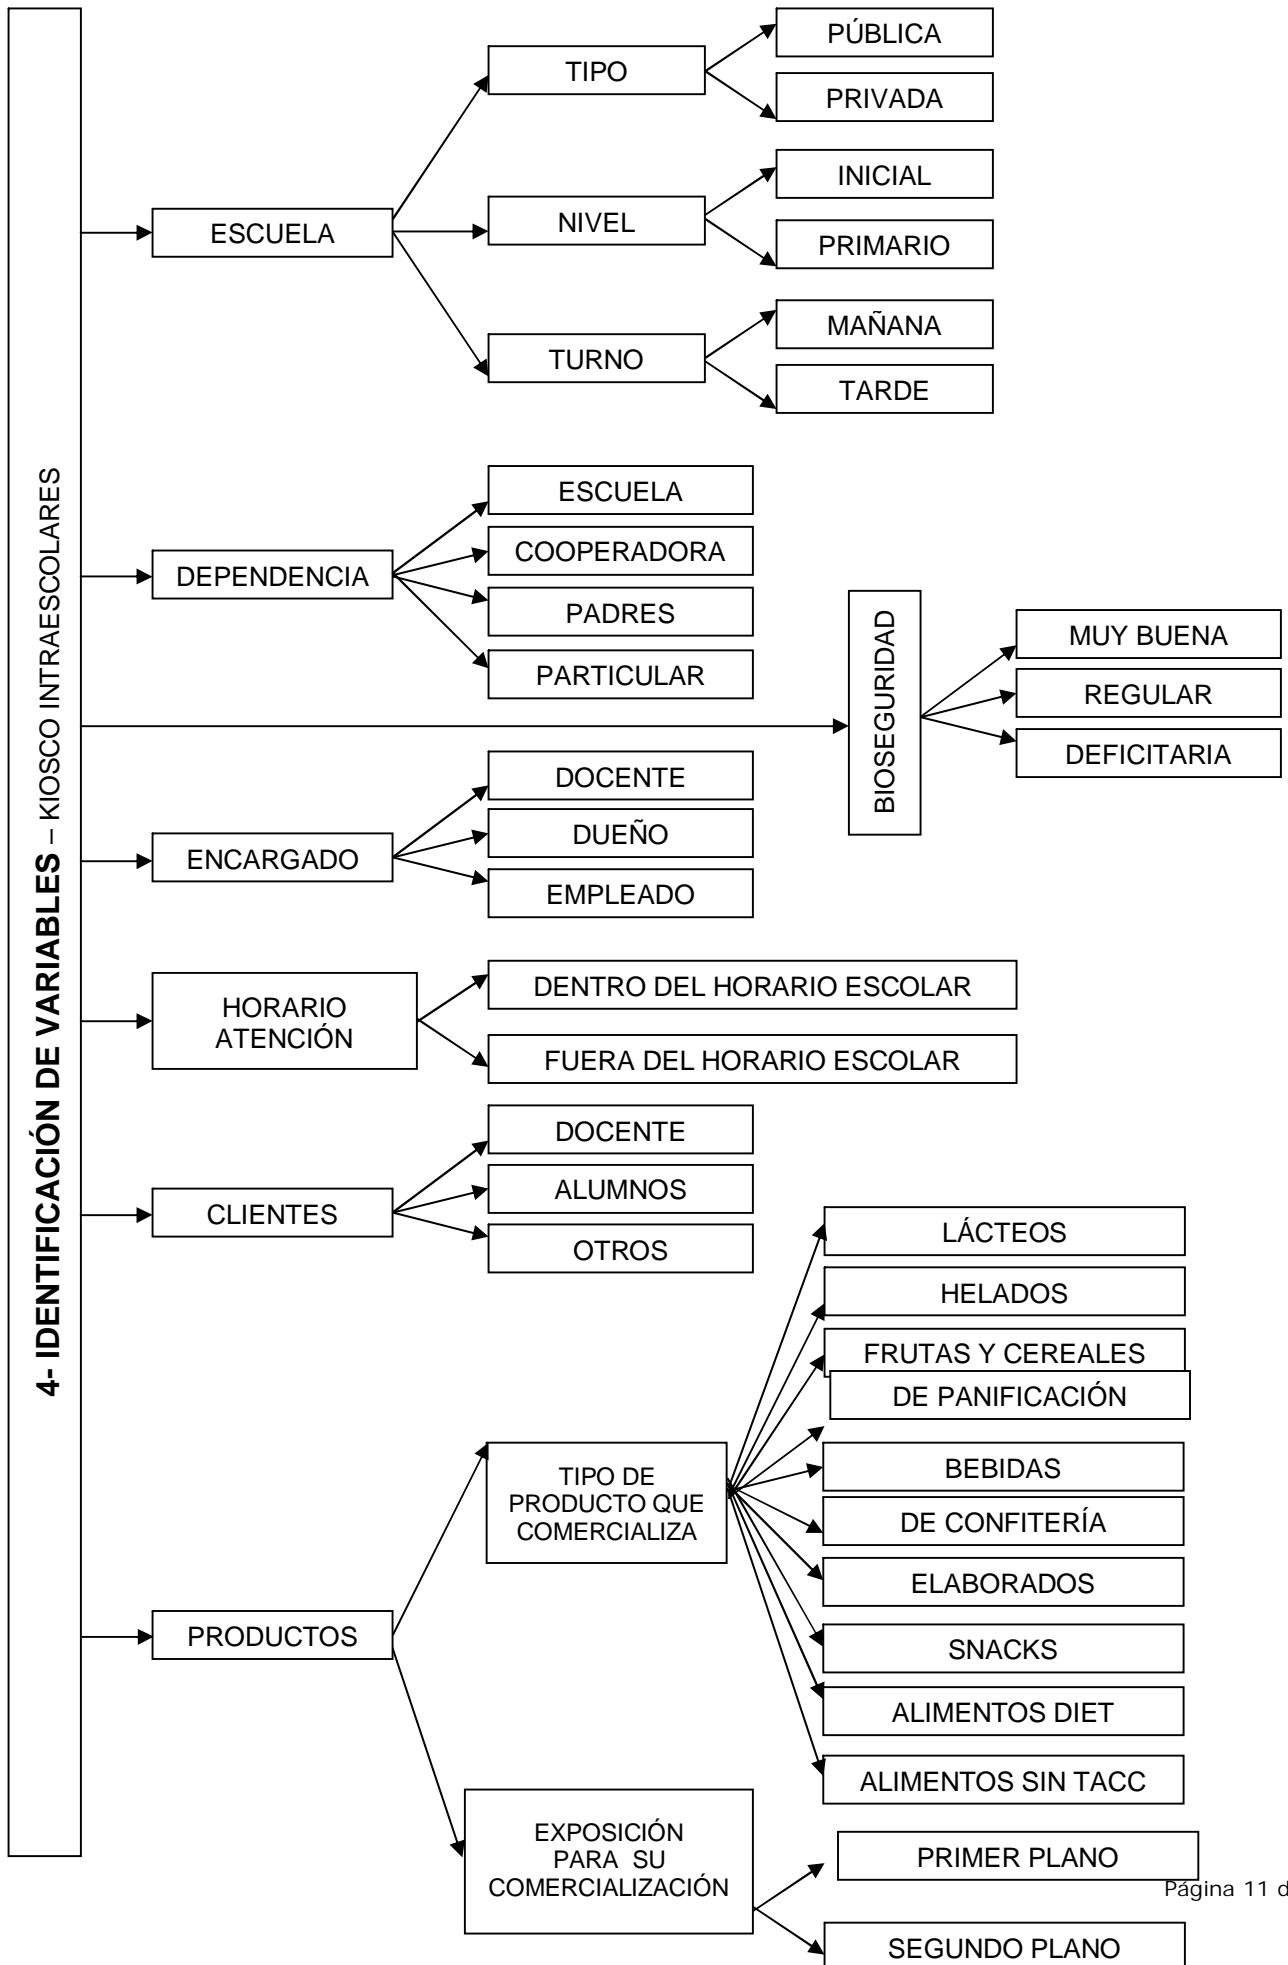 4- IDENTIFICACIÓN DE VARIABLES – KIOSCO INTRAESCOLARES
ESCUELA
TIPO
PÚBLICA
PRIVADA
NIVEL
INICIAL
PRIMARIO
TURNO
MAÑANA
TARDE
DEPENDENCIA
ESCUELA
COOPERADORA
PADRES
PARTICULAR
BIOSEGURIDAD
MUY BUENA
REGULAR
DEFICITARIA
ENCARGADO
DOCENTE
DUEÑO
EMPLEADO
HORARIO
ATENCIÓN
DENTRO DEL HORARIO ESCOLAR
FUERA DEL HORARIO ESCOLAR
CLIENTES
DOCENTE
ALUMNOS
OTROS
PRODUCTOS
TIPO DE
PRODUCTO QUE
COMERCIALIZA
LÁCTEOS
HELADOS
FRUTAS Y CEREALES
DE PANIFICACIÓN
BEBIDAS
DE CONFITERÍA
ELABORADOS
SNACKS
ALIMENTOS DIET
ALIMENTOS SIN TACC
EXPOSICIÓN
PARA SU
COMERCIALIZACIÓN
PRIMER PLANO
SEGUNDO PLANO
Página 11 d